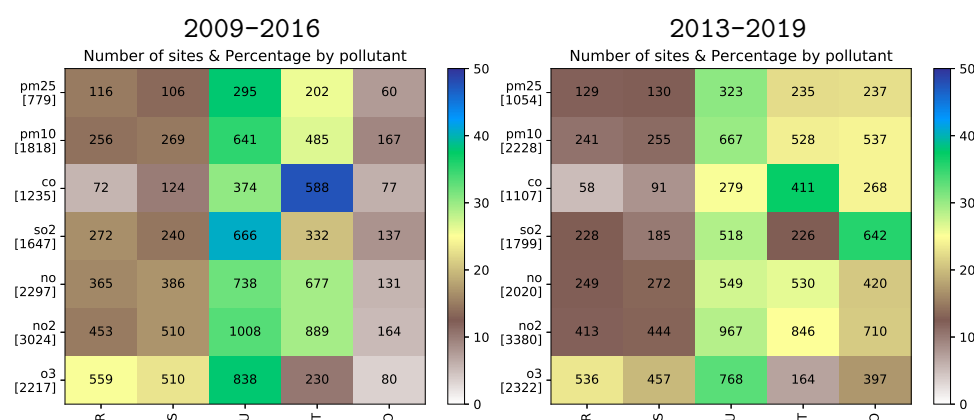 2009−2016
Number of sites & Percentage by pollutant
pm25 116 106 295 202 60
[779]
pm10 256 269 641 485 167
[1818]
co 72 124 374 588 77
[1235]
so2 272 240 666 332 137
[1647]
no 365 386 738 677 131
[2297]
no2 453 510 1008 889 164
[3024]
o3 559 510 838 230 80
[2217]
R S U T O
50
40
30
20
10
0
2013−2019
Number of sites & Percentage by pollutant
pm25 129 130 323 235 237
[1054]
pm10 241 255 667 528 537
[2228]
co 58 91 279 411 268
[1107]
so2 228 185 518 226 642
[1799]
no 249 272 549 530 420
[2020]
no2 413 444 967 846 710
[3380]
o3 536 457 768 164 397
[2322]
R S U T O
50
40
30
20
10
0